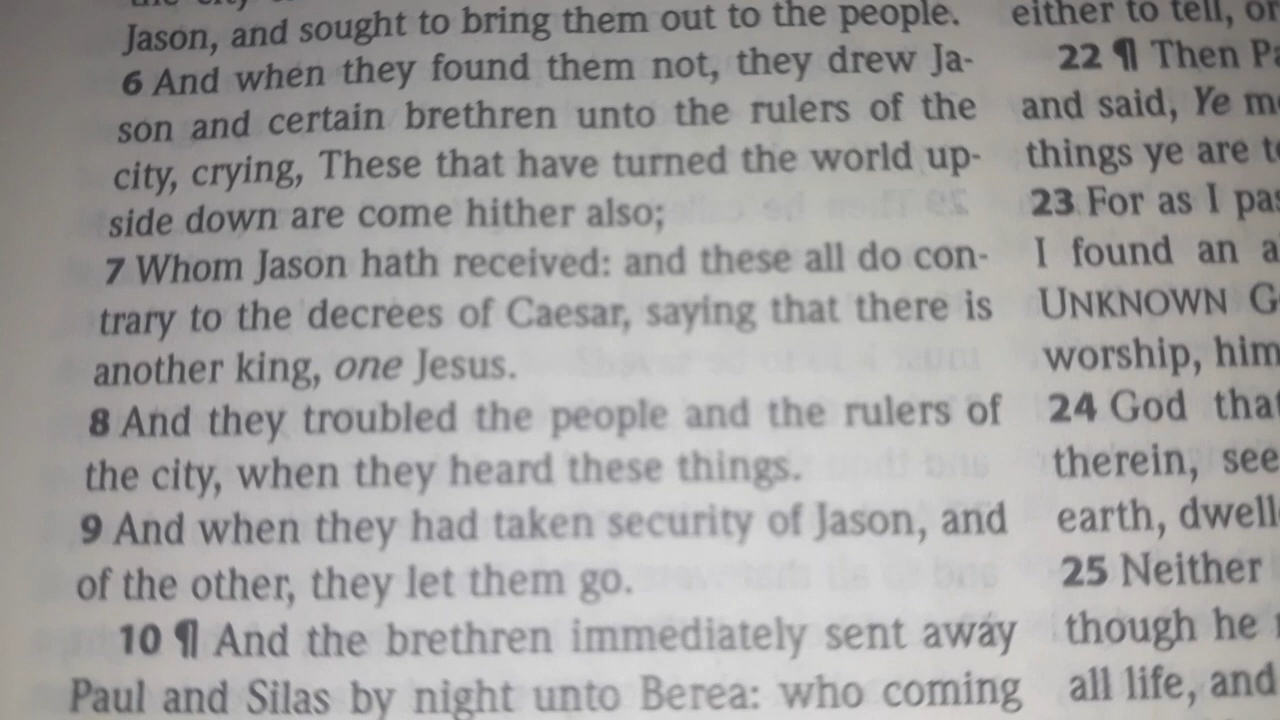 Jason, and sought to bring them out to the people.
6 And when they found them not, they drew Ja-
son and certain brethren unto the rulers of the
city, crying, These that have turned the world up-
side down are come hither also;
7 Whom Jason hath received: and these all do con-
trary to the decrees of Caesar, saying that there is
another king, one Jesus.
8 And they troubled the people and the rulers of
the city, when they heard these things.
9 And when they had taken security of Jason, and
of the other, they let them go.
10 ¶ And the brethren immediately sent away
Paul and Silas by night unto Berea: who coming
either to tell, or
22 ¶ Then
and said, Ye
things ye are
23 For as I
I found an a
UNKNOWN G
worship, him
24 God
therein, see
earth, dwell
25 Neither
though he
all life, and